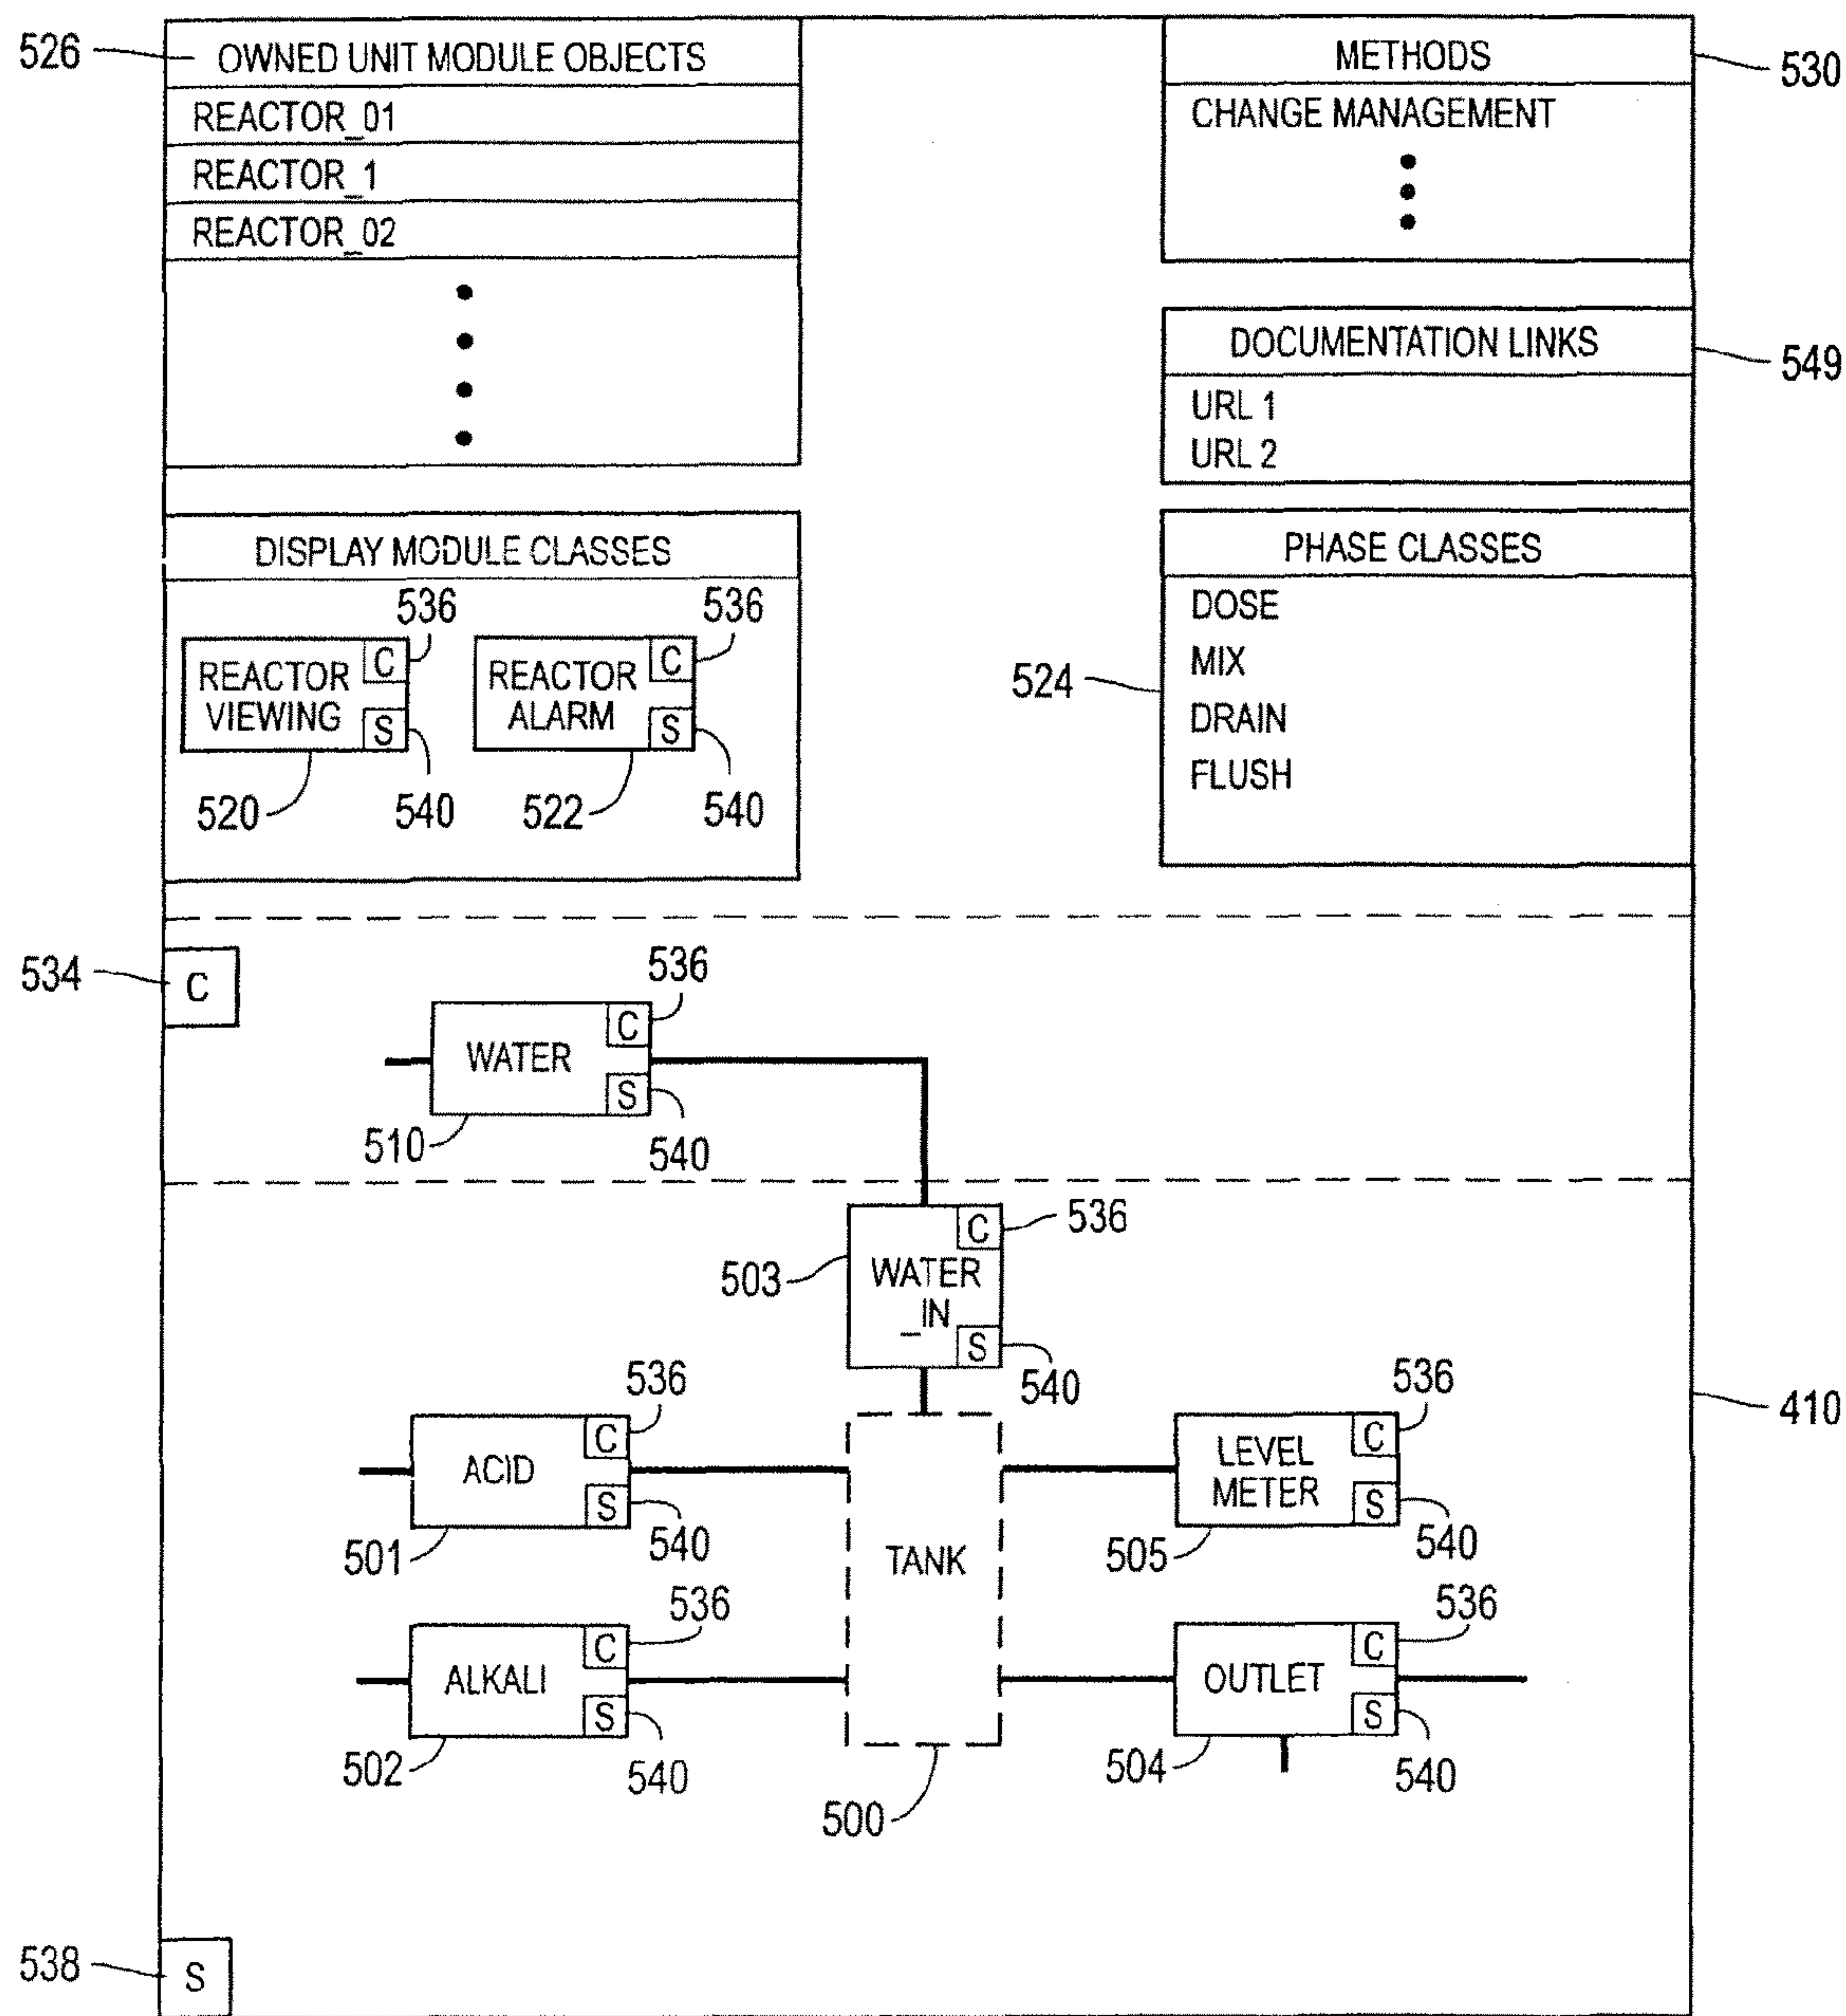 526
OWNED UNIT MODULE OBJECTS
REACTOR_01
REACTOR_1
REACTOR_02
METHODS
530
CHANGE MANAGEMENT
DOCUMENTATION LINKS
549
URL 1
URL 2
DISPLAY MODULE CLASSES
536
536
REACTOR
VIEWING
C
S
REACTOR
ALARM
C
S
520
540
522
540
PHASE CLASSES
DOSE
MIX
524
DRAIN
FLUSH
534
C
536
WATER
C
S
510
540
536
503
WATER
_IN
C
S
540
536
ACID
C
S
501
540
536
LEVEL
METER
C
S
505
540
410
TANK
536
ALKALI
C
S
502
540
500
536
OUTLET
C
S
504
540
538
S